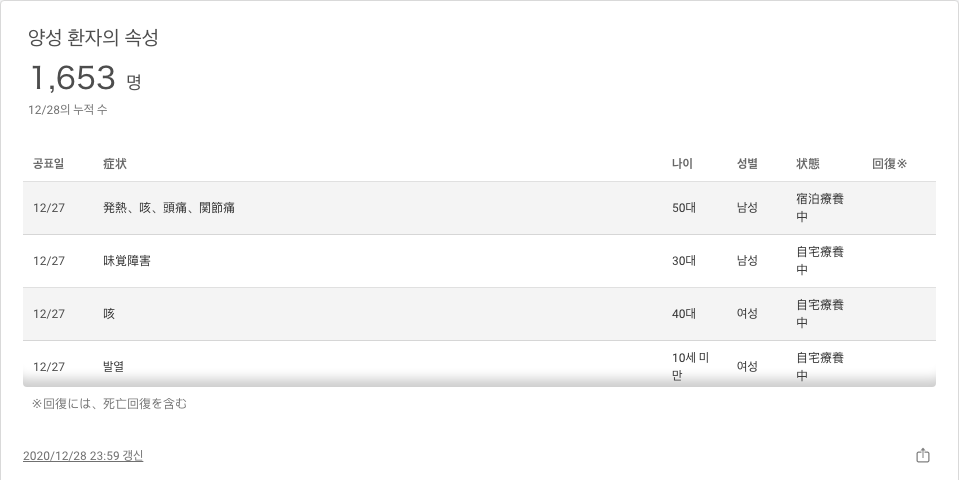 양성 환자의 속성
1,653 명
12/28의 누적 수
공표일 症状 나이 성별 状態 回復※
12/27 発熱、咳、頭痛、関節痛 50대 남성 宿泊療養
中
12/27 味覚障害 30대 남성 自宅療養
中
12/27 咳 40대 여성 自宅療養
中
12/27 발열 10세 미
만 여성 自宅療養
中
※回復には、死亡回復を含む
2020/12/28 23:59 갱신